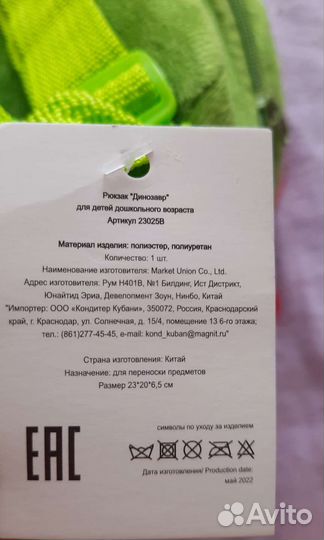 Рюкзак "Динозавр"
для детей дошкольного возраста
Артикул 23025В
Материал изделия: полиэстер, полиуретан
Количество: 1 шт.
Наименование изготовителя: Market Union Co., Ltd.
Адрес изготовителя: Рум Н401В, №1 Билдинг, Ист Дистрикт,
Юнайтид Эриа, Девелопмент Зоун, Нинбо, Китай
"Импортер: ООО «Кондитер Кубани», 350072, Россия, Краснодарский
край, г. Краснодар, ул. Солнечная, д. 15/4, помещение 13 6-го этажа;
тел.: (861)277-45-45, e-mail: kond_kuban@magnit.ru"
Страна изготовителя: Китай
Назначение: для переноски предметов
Размер 23*20*6,5 см
символы по уходу за изделием
EAC
Дата изготовления/ Production date:
май 2022
Avito